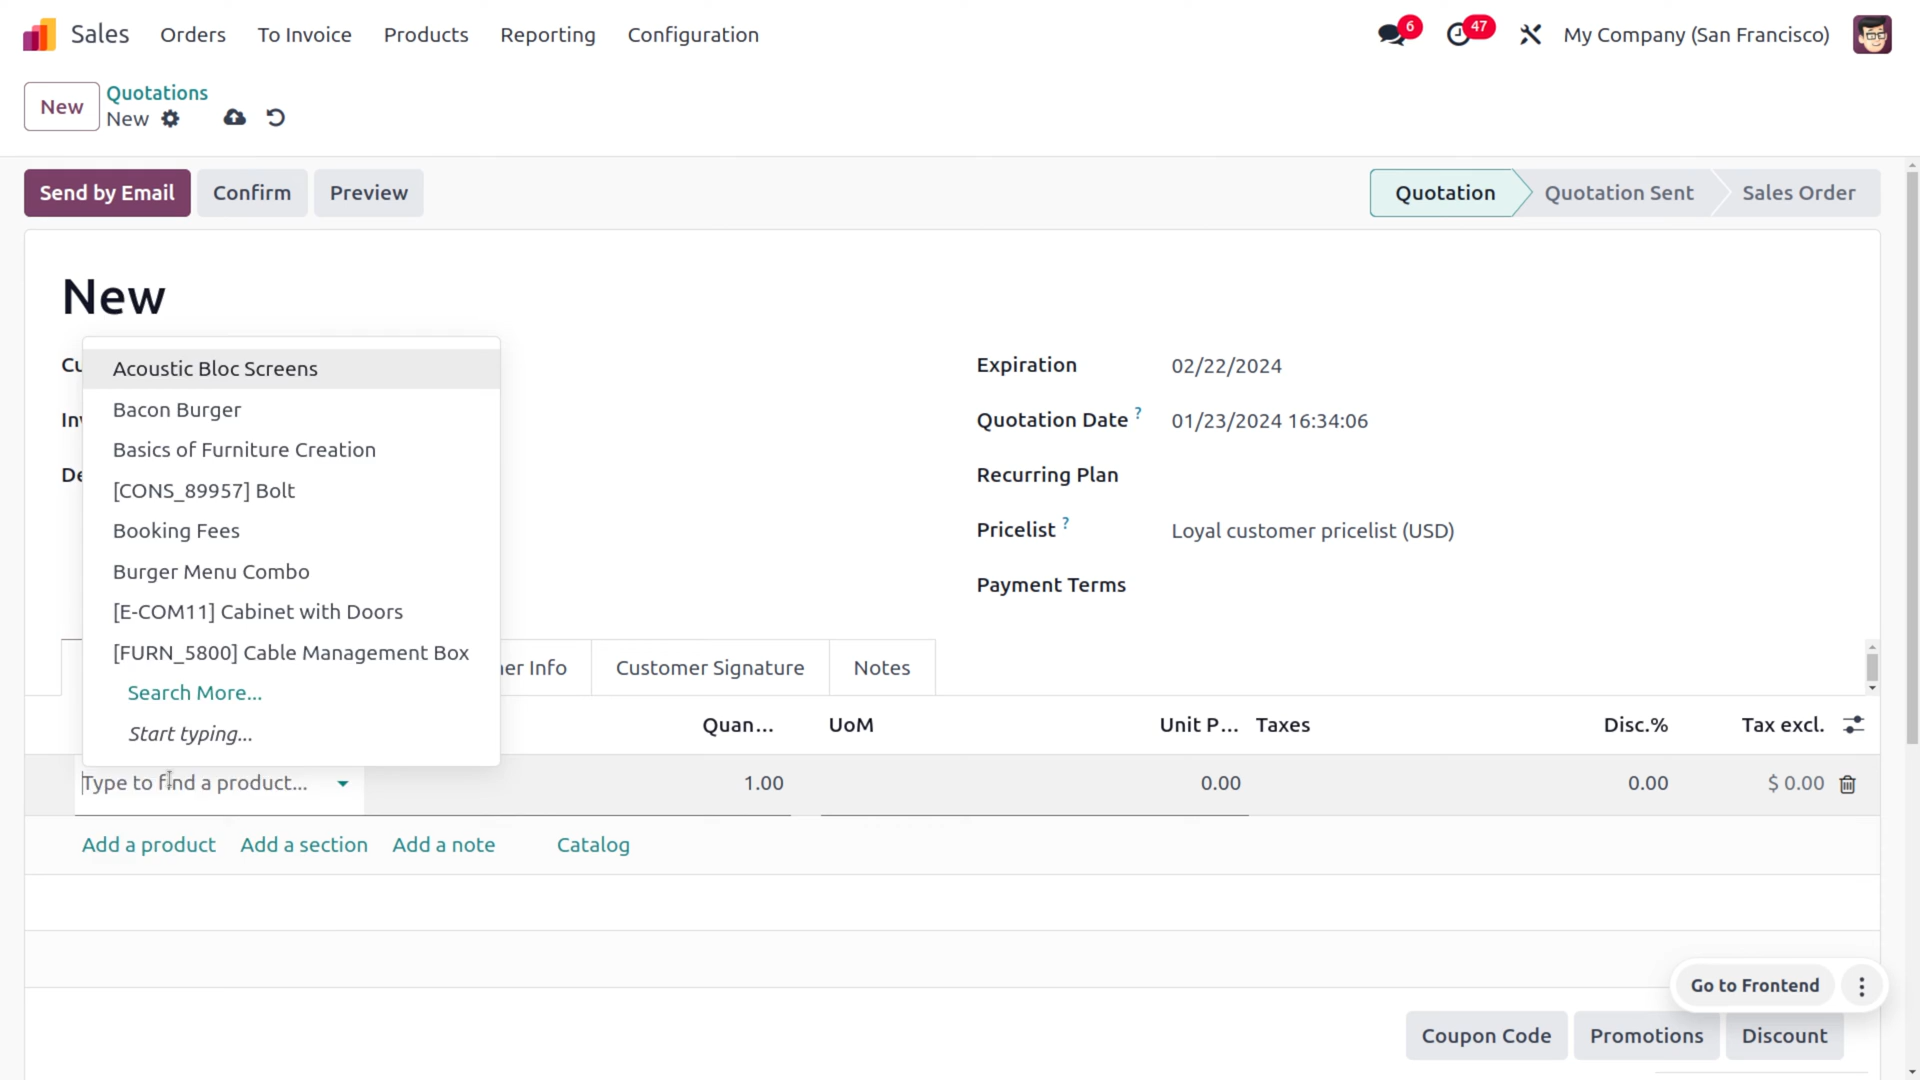 Sales Orders To Invoice Products Reporting Configuration 6 47 My Company (San Francisco)
New Quotations
New
Send by Email Confirm Preview Quotation Quotation Sent Sales Order
New
Cu Expiration 02/22/2024
Inv Quotation Date ? 01/23/2024 16:34:06
De Recurring Plan
Pricelist ? Loyal customer pricelist (USD)
Payment Terms
Acoustic Bloc Screens
Bacon Burger
Basics of Furniture Creation
[CONS_89957] Bolt
Booking Fees
Burger Menu Combo
[E-COM11] Cabinet with Doors
[FURN_5800] Cable Management Box
Search More...
Start typing...
er Info Customer Signature Notes
Quan... UoM Unit P... Taxes Disc.% Tax excl.
Type to find a product... 1.00 0.00 0.00 $ 0.00
Add a product Add a section Add a note Catalog
Go to Frontend
Coupon Code Promotions Discount